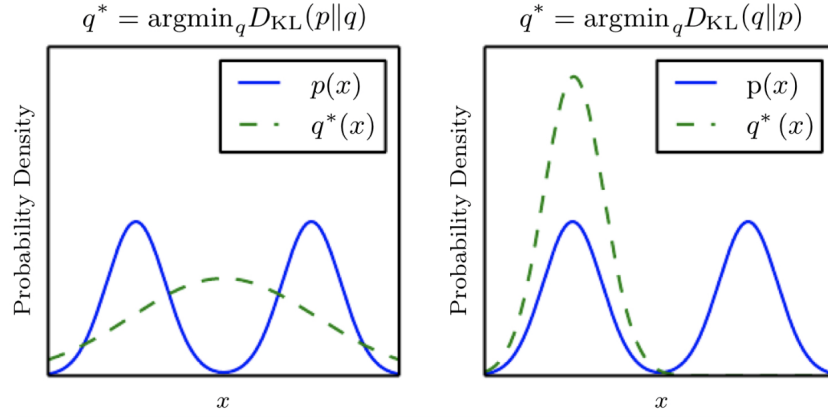 q* = argmin_q D_KL(p‖q)
p(x)
q*(x)
Probability Density
x
q* = argmin_q D_KL(q‖p)
p(x)
q*(x)
Probability Density
x